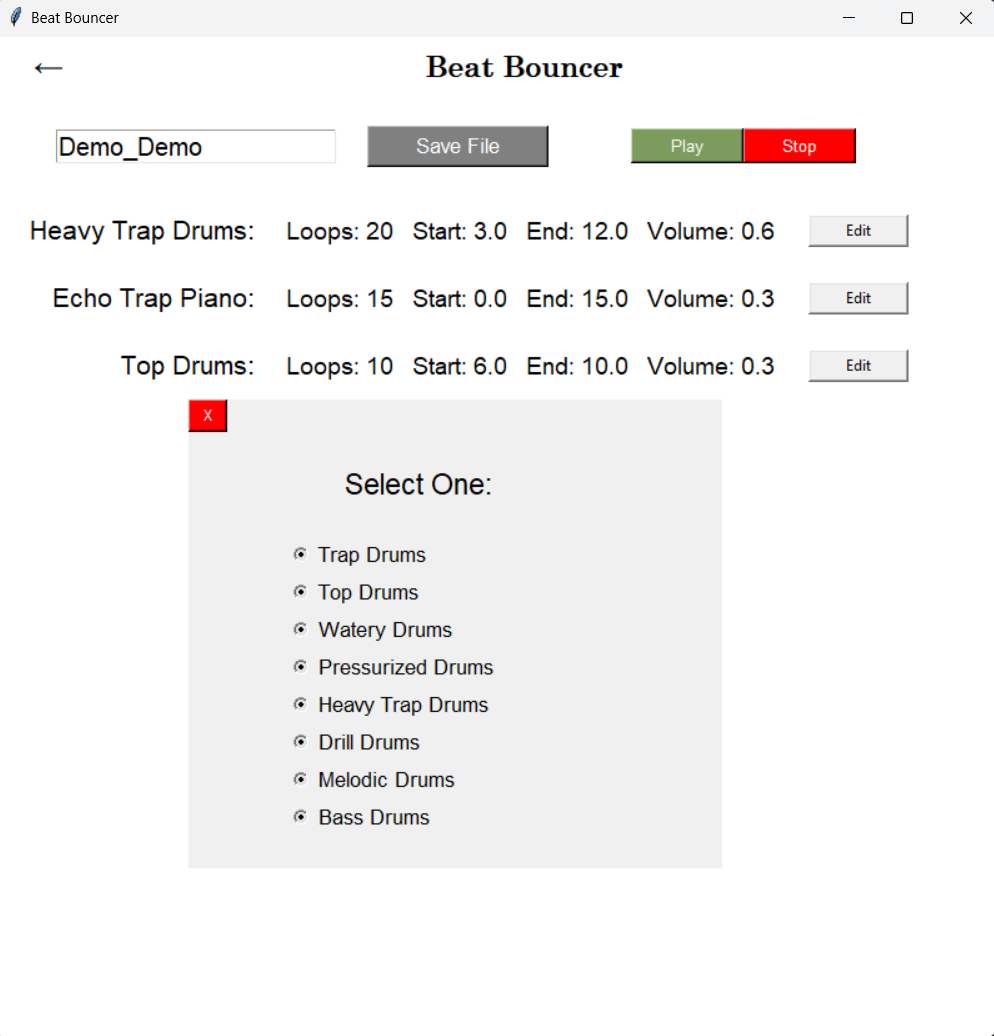 Beat Bouncer
← Beat Bouncer
Demo_Demo Save File Play Stop
Heavy Trap Drums: Loops: 20 Start: 3.0 End: 12.0 Volume: 0.6 Edit
Echo Trap Piano: Loops: 15 Start: 0.0 End: 15.0 Volume: 0.3 Edit
Top Drums: Loops: 10 Start: 6.0 End: 10.0 Volume: 0.3 Edit
X
Select One:
Trap Drums
Top Drums
Watery Drums
Pressurized Drums
Heavy Trap Drums
Drill Drums
Melodic Drums
Bass Drums